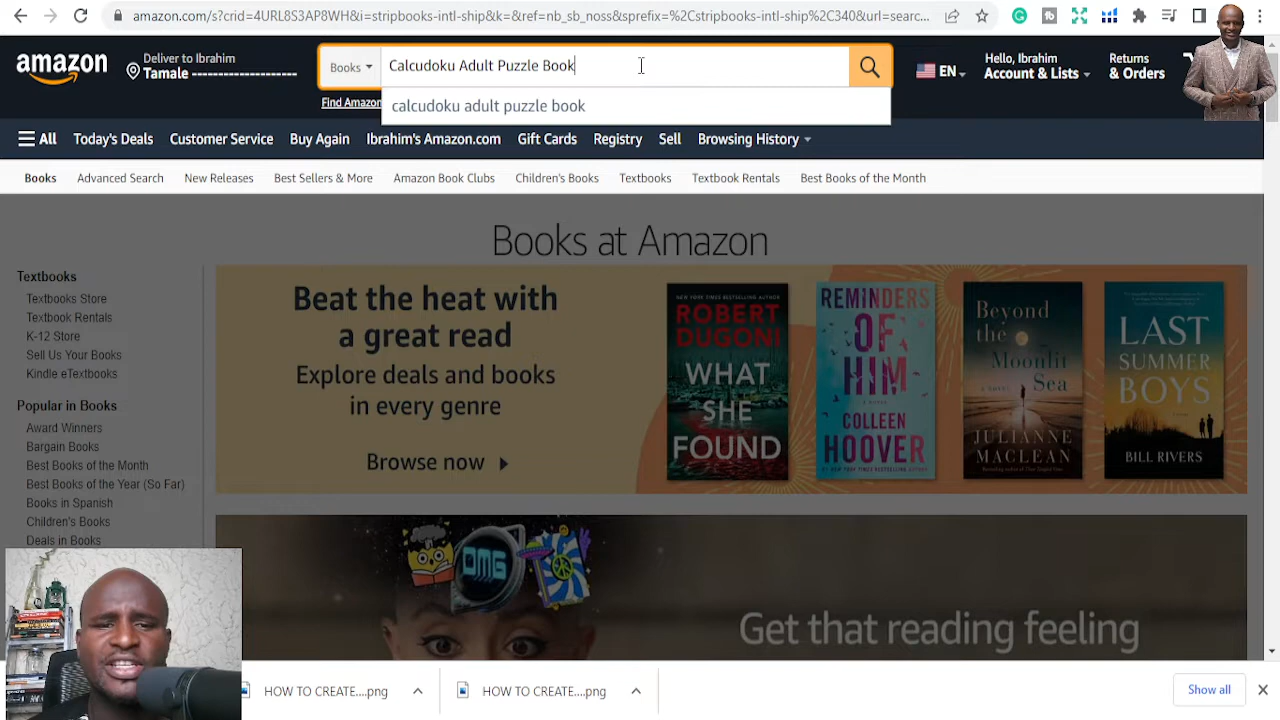 amazon.com/s?crid=4URL8S3AP8WH&i=stripbooks-intl-ship&k=&ref=nb_sb_noss&sprefix=%2Cstripbooks-intl-ship%2C340&url=searc...
amazon
Deliver to Ibrahim
Tamale
Books
Calcudoku Adult Puzzle Book
EN
Hello, Ibrahim
Account & Lists
Returns
& Orders
Find Amazon
calcudoku adult puzzle book
All
Today's Deals
Customer Service
Buy Again
Ibrahim's Amazon.com
Gift Cards
Registry
Sell
Browsing History
Books
Advanced Search
New Releases
Best Sellers & More
Amazon Book Clubs
Children's Books
Textbooks
Textbook Rentals
Best Books of the Month
Books at Amazon
Textbooks
Textbooks Store
Textbook Rentals
K-12 Store
Sell Us Your Books
Kindle eTextbooks
Popular in Books
Award Winners
Bargain Books
Best Books of the Month
Best Books of the Year (So Far)
Books in Spanish
Children's Books
Deals in Books
Beat the heat with
a great read
Explore deals and books
in every genre
Browse now
ROBERT
DUGONI
WHAT
SHE
FOUND
REMINDERS
OF
HIM
COLLEEN
HOOVER
Beyond
the
Moonlit
Sea
JULIANNE
MACLEAN
LAST
SUMMER
BOYS
BILL RIVERS
OMG
Get that reading feeling
HOW TO CREATE....png
HOW TO CREATE....png
Show all